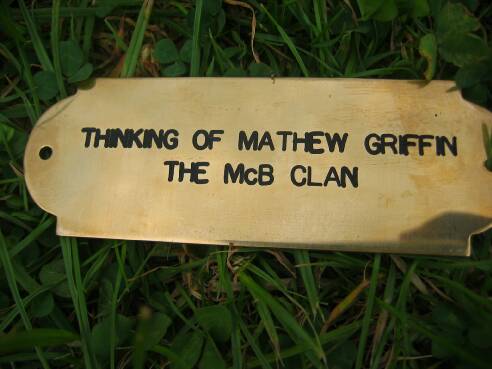 THINKING OF MATHEW GRIFFIN
THE McB CLAN